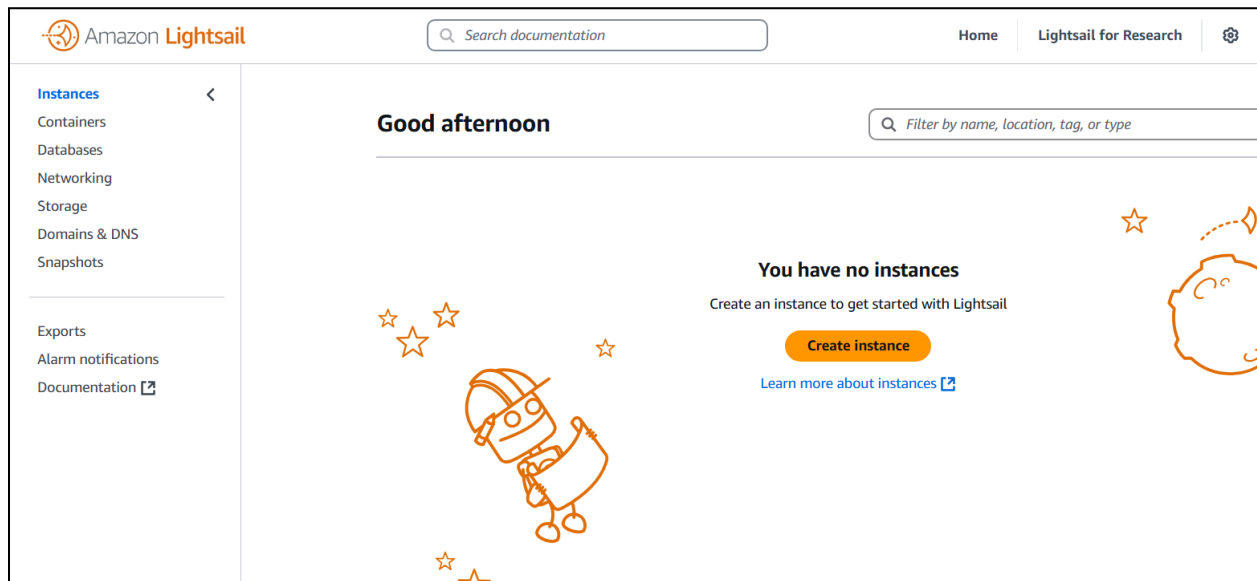 Amazon Lightsail
Search documentation
Home
Lightsail for Research
Instances
Containers
Databases
Networking
Storage
Domains & DNS
Snapshots
Exports
Alarm notifications
Documentation
Good afternoon
Filter by name, location, tag, or type
You have no instances
Create an instance to get started with Lightsail
Create instance
Learn more about instances